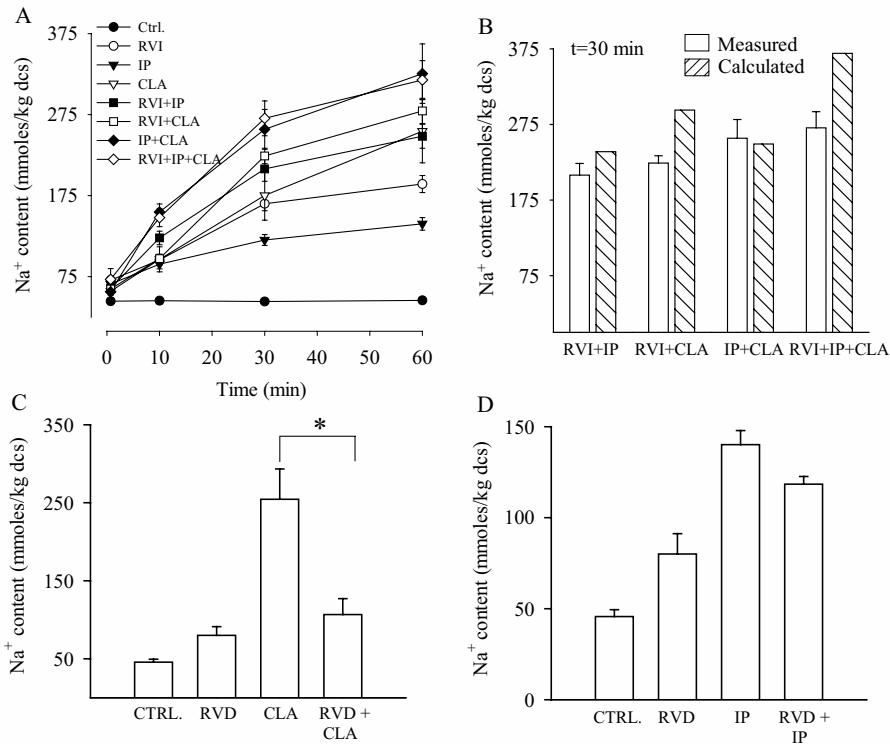 A
Na+ content (mmoles/kg dcs)
375
275
175
75
Ctrl.
RVI
IP
CLA
RVI+IP
RVI+CLA
IP+CLA
RVI+IP+CLA
0
10
20
30
40
50
60
Time (min)
B
Na+ content (mmoles/kg dcs)
375
275
175
75
t=30 min
Measured
Calculated
RVI+IP
RVI+CLA
IP+CLA
RVI+IP+CLA
C
Na+ content (mmoles/kg dcs)
350
250
150
50
*
CTRL.
RVD
CLA
RVD +
CLA
D
Na+ content (mmoles/kg dcs)
150
100
50
0
CTRL.
RVD
IP
RVD +
IP